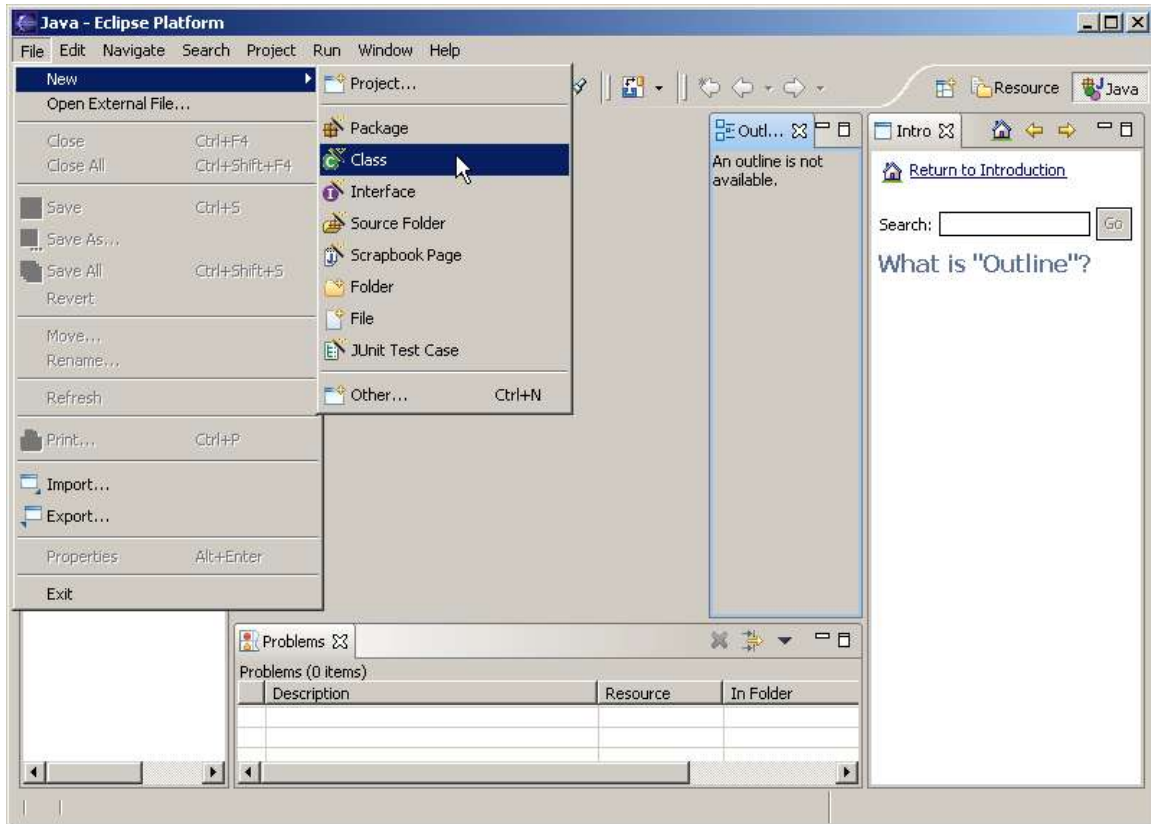 Java - Eclipse Platform
File Edit Navigate Search Project Run Window Help
New
Open External File...
Close Ctrl+F4
Close All Ctrl+Shift+F4
Save Ctrl+S
Save As...
Save All Ctrl+Shift+S
Revert
Move...
Rename...
Refresh
Print... Ctrl+P
Import...
Export...
Properties Alt+Enter
Exit
Project...
Package
Class
Interface
Source Folder
Scrapbook Page
Folder
File
JUnit Test Case
Other... Ctrl+N
Resource Java
Outl...
An outline is not
available.
Intro
Return to Introduction
Search: Go
What is "Outline"?
Problems
Problems (0 items)
Description Resource In Folder